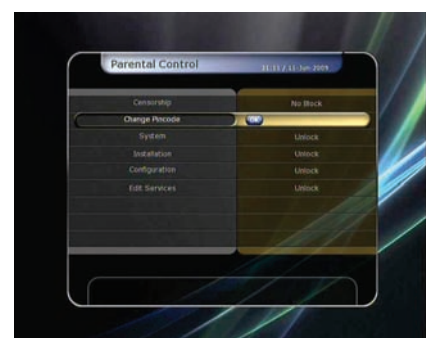 Parental Control 11:11 / 11-Jun-2009
Censorship No Block
Change Pincode OK
System Unlock
Installation Unlock
Configuration Unlock
Edit Services Unlock